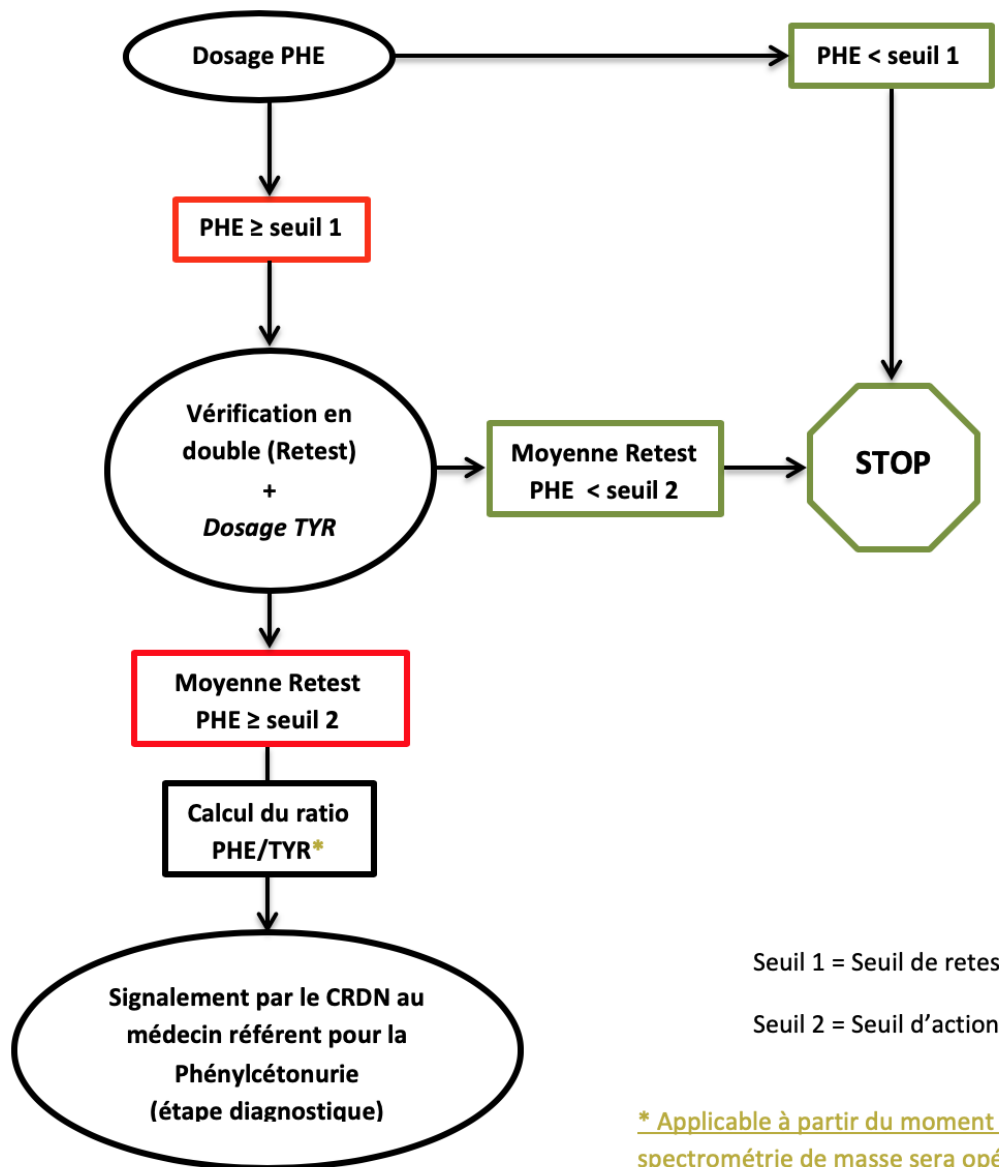 Dosage PHE
PHE < seuil 1
PHE ≥ seuil 1
Vérification en
double (Retest)
+
Dosage TYR
Moyenne Retest
PHE < seuil 2
STOP
Moyenne Retest
PHE ≥ seuil 2
Calcul du ratio
PHE/TYR*
Signalement par le CRDN au
médecin référent pour la
Phénylcétonurie
(étape diagnostique)
Seuil 1 = Seuil de retes
Seuil 2 = Seuil d’action
* Applicable à partir du moment
spectrométrie de masse sera opé